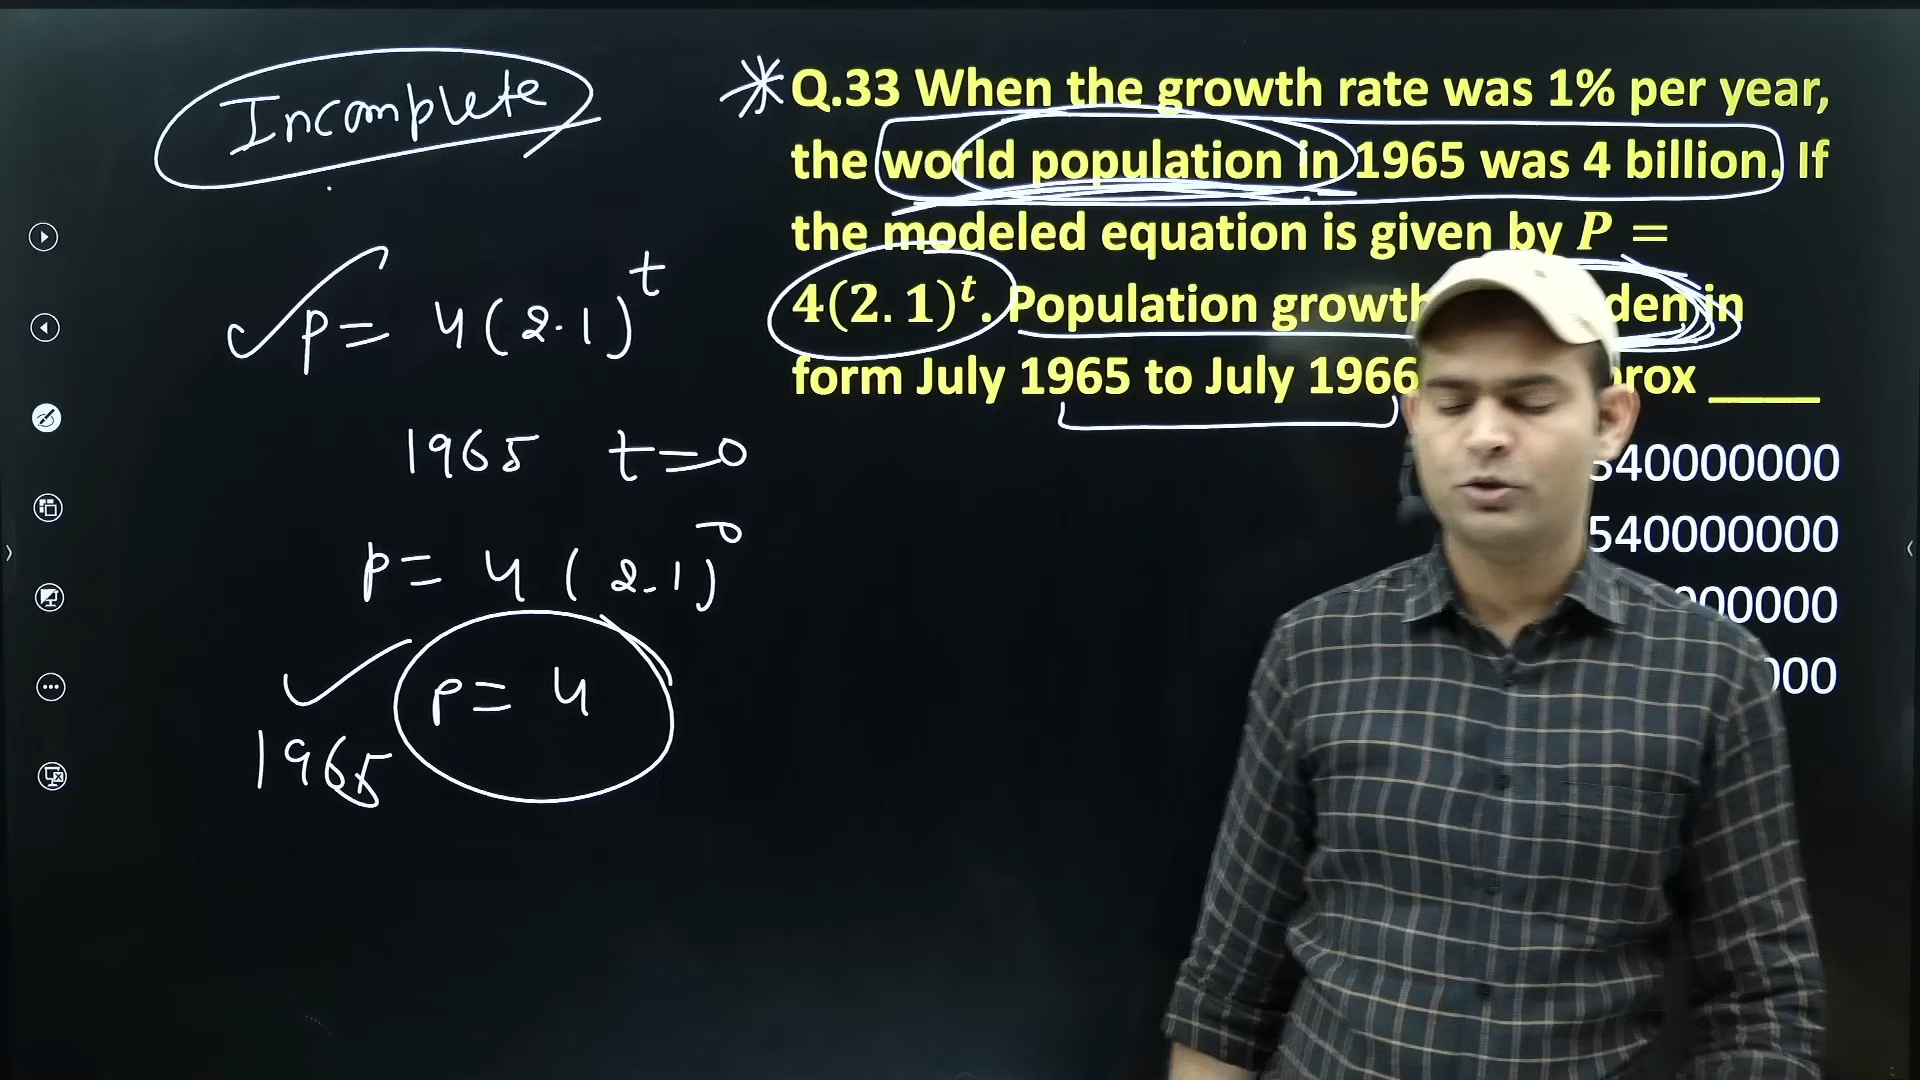 Incomplete
P = 4(2.1)^t
1965 t=0
P = 4(2.1)^0
P = 4
1965
*Q.33 When the growth rate was 1% per year,
the world population in 1965 was 4 billion. If
the modeled equation is given by P =
4(2.1)^t. Population growth in
form July 1965 to July 1966 ____
540000000